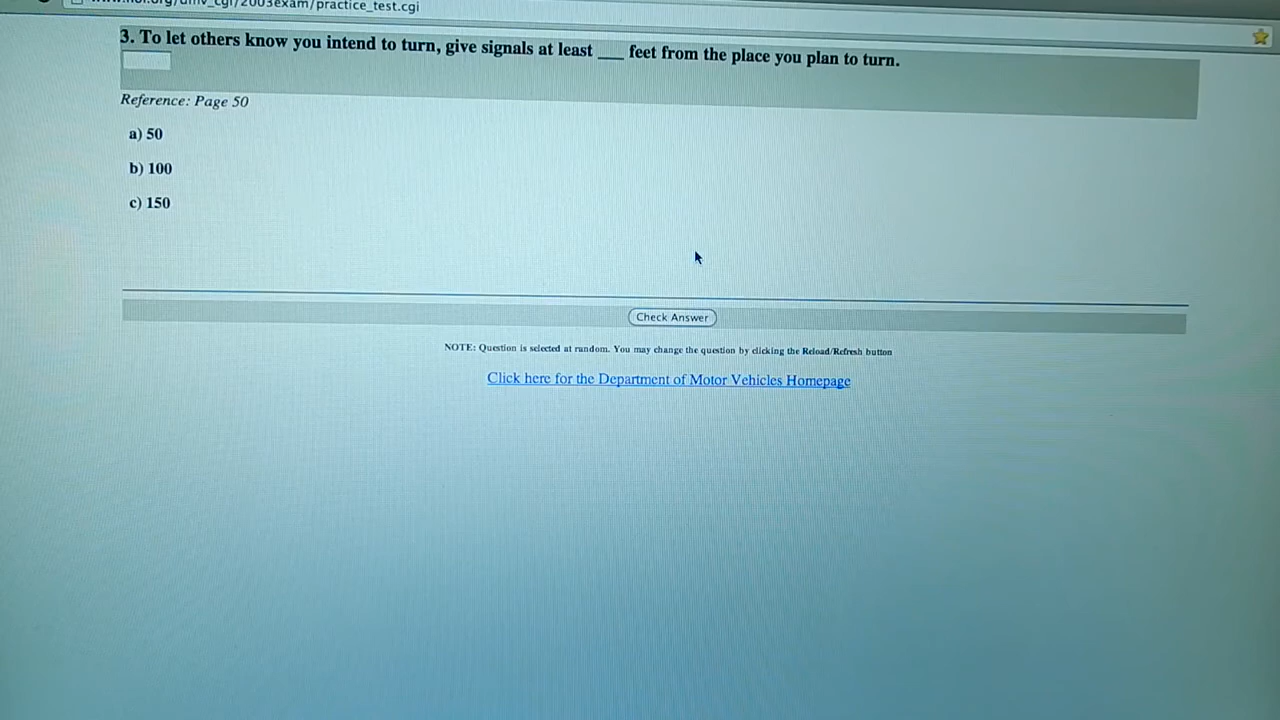 /2003exam/practice_test.cgi
3. To let others know you intend to turn, give signals at least ___ feet from the place you plan to turn.
Reference: Page 50
a) 50
b) 100
c) 150
Check Answer
NOTE: Question is selected at random. You may change the question by clicking the Reload/Refresh button
Click here for the Department of Motor Vehicles Homepage